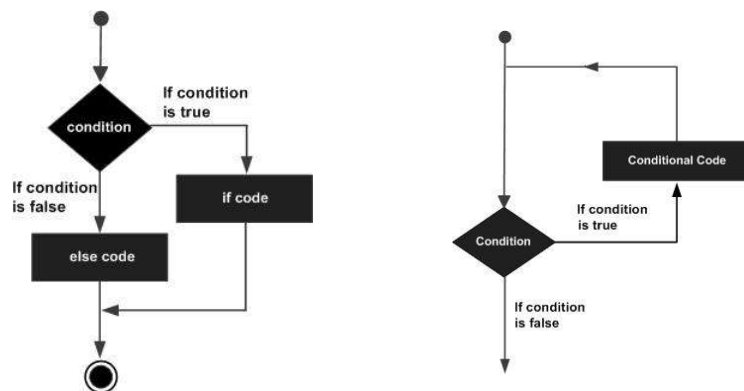 If condition
is true
condition
If condition
is false
if code
else code
Conditional Code
If condition
is true
Condition
If condition
is false